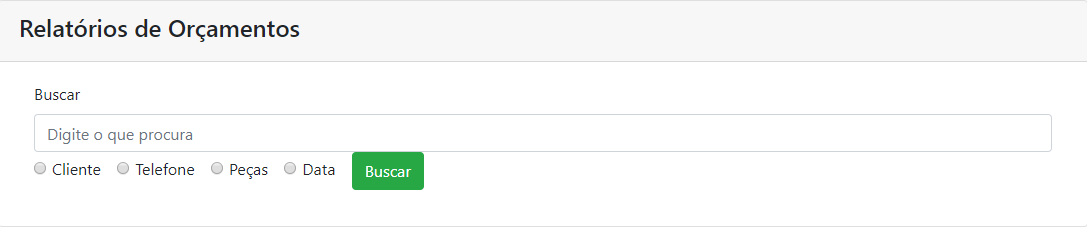 Relatórios de Orçamentos
Buscar
Digite o que procura
Cliente Telefone Peças Data Buscar